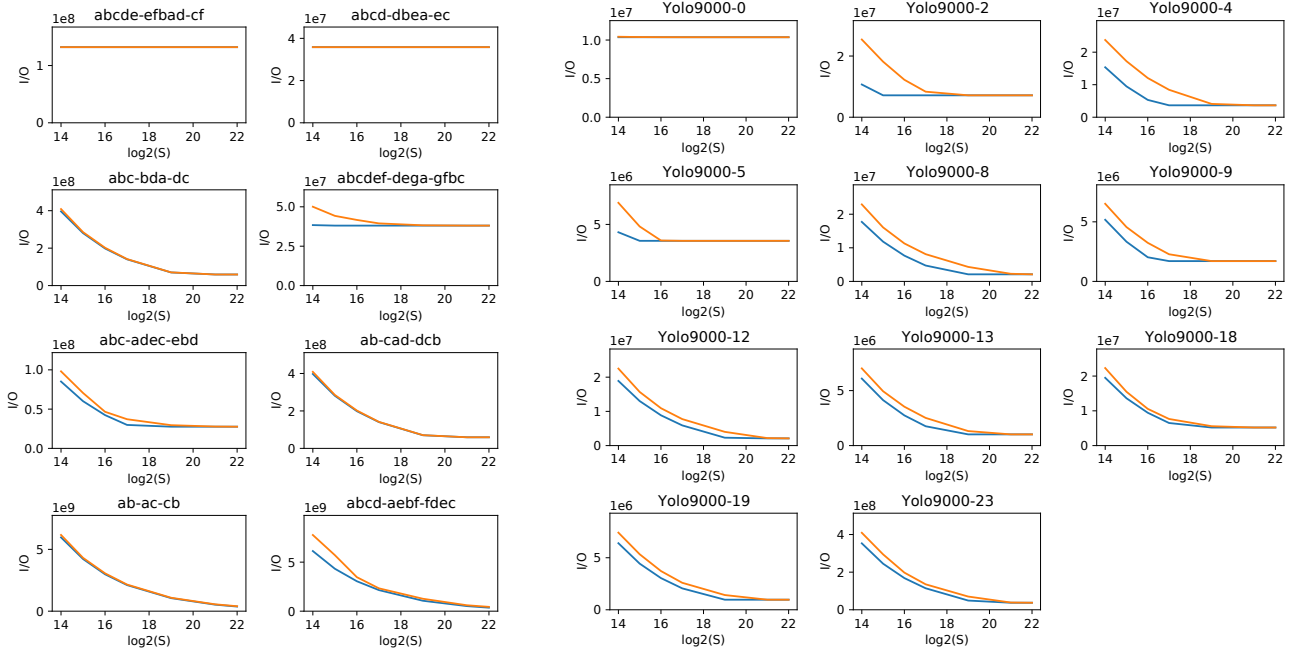 1e8
abcde-efbad-cf
1
0
I/O
14 16 18 20 22
log2(S)
1e7
abcd-dbea-ec
4
2
0
I/O
14 16 18 20 22
log2(S)
1e7
Yolo9000-0
1.0
0.5
0.0
I/O
14 16 18 20 22
log2(S)
1e7
Yolo9000-2
2
0
I/O
14 16 18 20 22
log2(S)
1e7
Yolo9000-4
2
1
0
I/O
14 16 18 20 22
log2(S)
1e8
abc-bda-dc
4
2
0
I/O
14 16 18 20 22
log2(S)
1e7
abcdef-dega-gfbc
5.0
2.5
0.0
I/O
14 16 18 20 22
log2(S)
1e6
Yolo9000-5
5
0
I/O
14 16 18 20 22
log2(S)
1e7
Yolo9000-8
2
1
0
I/O
14 16 18 20 22
log2(S)
1e6
Yolo9000-9
5
0
I/O
14 16 18 20 22
log2(S)
1e8
abc-adec-ebd
1.0
0.5
0.0
I/O
14 16 18 20 22
log2(S)
1e8
ab-cad-dcb
4
2
0
I/O
14 16 18 20 22
log2(S)
1e7
Yolo9000-12
2
1
0
I/O
14 16 18 20 22
log2(S)
1e6
Yolo9000-13
5
0
I/O
14 16 18 20 22
log2(S)
1e7
Yolo9000-18
2
1
0
I/O
14 16 18 20 22
log2(S)
1e9
ab-ac-cb
5
0
I/O
14 16 18 20 22
log2(S)
1e9
abcd-aebf-fdec
5
0
I/O
14 16 18 20 22
log2(S)
1e6
Yolo9000-19
5
0
I/O
14 16 18 20 22
log2(S)
1e8
Yolo9000-23
4
2
0
I/O
14 16 18 20 22
log2(S)